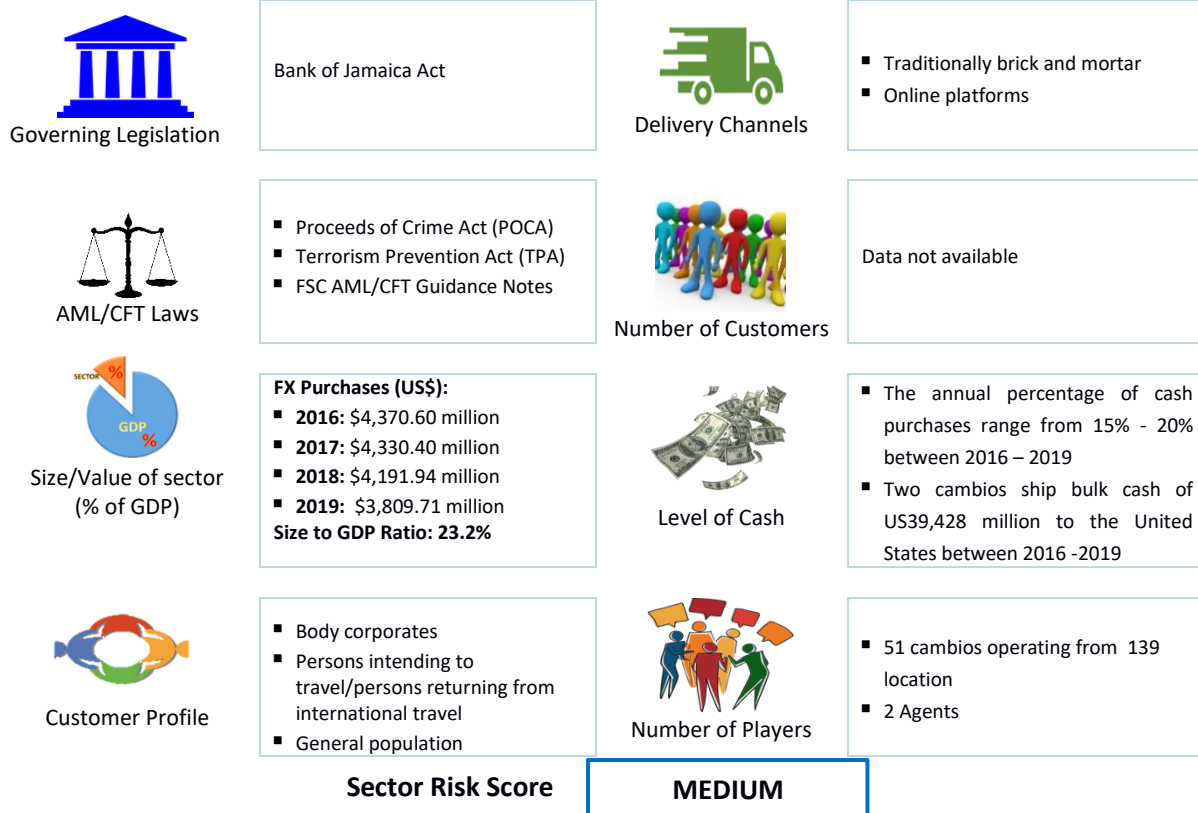 Governing Legislation
Bank of Jamaica Act
Delivery Channels
▪ Traditionally brick and mortar
▪ Online platforms
AML/CFT Laws
▪ Proceeds of Crime Act (POCA)
▪ Terrorism Prevention Act (TPA)
▪ FSC AML/CFT Guidance Notes
Number of Customers
Data not available
SECTOR
%
GDP
%
Size/Value of sector
(% of GDP)
FX Purchases (US$):
▪ 2016: $4,370.60 million
▪ 2017: $4,330.40 million
▪ 2018: $4,191.94 million
▪ 2019: $3,809.71 million
Size to GDP Ratio: 23.2%
Level of Cash
▪ The annual percentage of cash
purchases range from 15% - 20%
between 2016 – 2019
▪ Two cambios ship bulk cash of
US39,428 million to the United
States between 2016 -2019
Customer Profile
▪ Body corporates
▪ Persons intending to
travel/persons returning from
international travel
▪ General population
Number of Players
▪ 51 cambios operating from 139
location
▪ 2 Agents
Sector Risk Score
MEDIUM